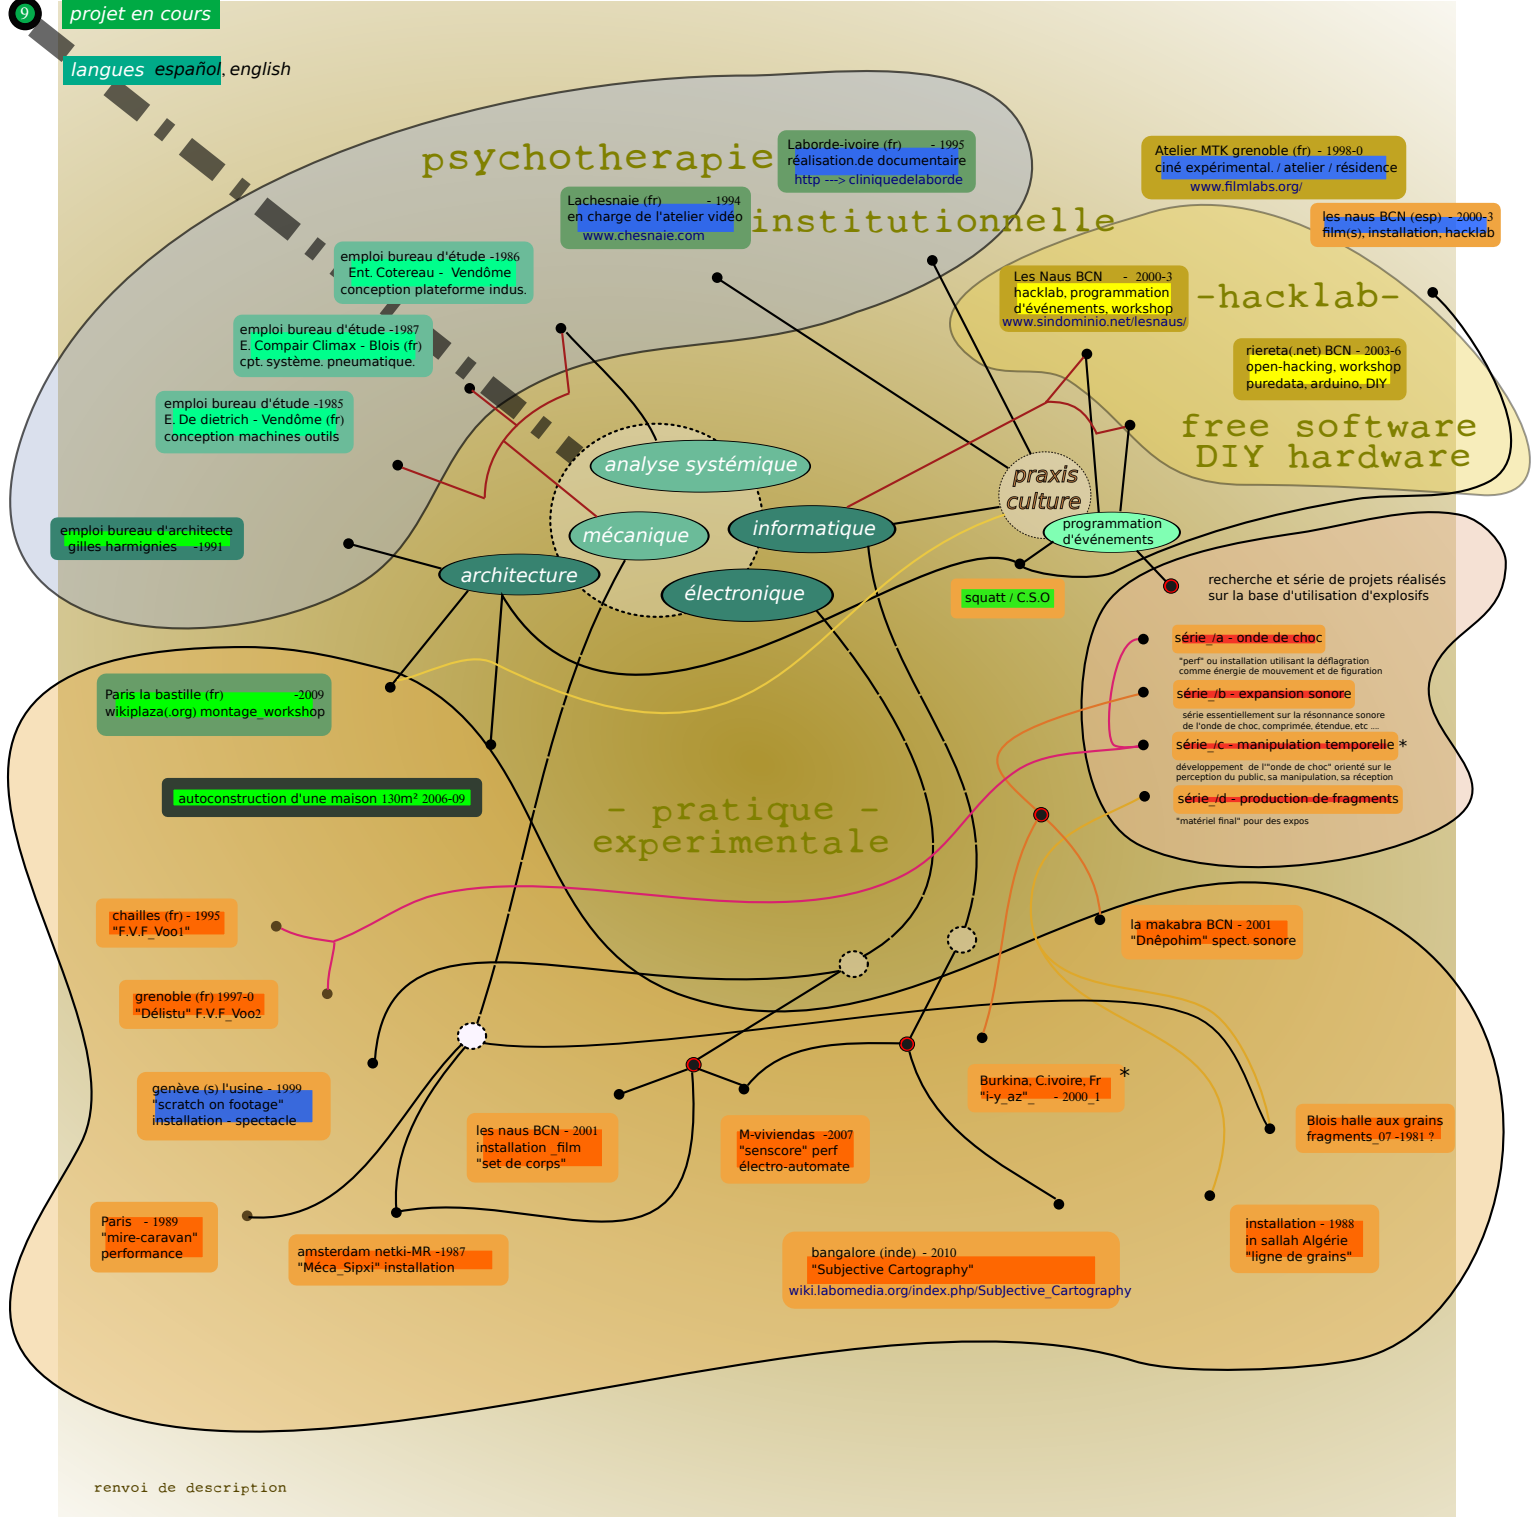 9
projet en cours
langues español, english
psychotherapie
institutionnelle
Laborde-ivoire (fr) - 1995
réalisation.de documentaire
http ---> cliniquedelaborde
Lachesnaie (fr) - 1994
en charge de l'atelier vidéo
www.chesnaie.com
Atelier MTK grenoble (fr) - 1998-0
ciné expérimental. / atelier / résidence
www.filmlabs.org/
les naus BCN (esp) - 2000-3
film(s), installation, hacklab
emploi bureau d'étude -1986
Ent. Cotereau - Vendôme
conception plateforme indus.
emploi bureau d'étude -1987
E. Compair Climax - Blois (fr)
cpt. système. pneumatique.
emploi bureau d'étude -1985
E. De dietrich - Vendôme (fr)
conception machines outils
Les Naus BCN - 2000-3
hacklab, programmation
d'événements, workshop
www.sindominio.net/lesnaus/
-hacklab-
riereta(.net) BCN - 2003-6
open-hacking, workshop
puredata, arduino, DIY
free software
DIY hardware
analyse systémique
mécanique
informatique
architecture
électronique
praxis
culture
programmation
d'événements
emploi bureau d'architecte
gilles harmignies -1991
squatt / C.S.O
recherche et série de projets réalisés
sur la base d'utilisation d'explosifs
série_/a - onde de choc
"perf" ou installation utilisant la déflagration
comme énergie de mouvement et de figuration
série_/b - expansion sonore
série essentiellement sur la résonnance sonore
de l'onde de choc, comprimée, étendue, etc ....
série_/c - manipulation temporelle *
développement de l'"onde de choc" orienté sur le
perception du public, sa manipulation, sa réception
série_/d - production de fragments
"matériel final" pour des expos
Paris la bastille (fr) -2009
wikiplaza(.org) montage_workshop
autoconstruction d'une maison 130m² 2006-09
- pratique -
experimentale
chailles (fr) - 1995
"F.V.F_Voo1"
grenoble (fr) 1997-0
"Délistu" F.V.F_Voo2
la makabra BCN - 2001
"Dnêpohim" spect. sonore
genève (s) l'usine - 1999
"scratch on footage"
installation - spectacle
les naus BCN - 2001
installation _film
"set de corps"
M-viviendas -2007
"senscore" perf
électro-automate
Burkina, C.ivoire, Fr *
"i-y_az"_ - 2000_1
Blois halle aux grains
fragments_07 -1981 ?
Paris - 1989
"mire-caravan"
performance
amsterdam netki-MR -1987
"Méca_Sipxi" installation
bangalore (inde) - 2010
"Subjective Cartography"
wiki.labomedia.org/index.php/SubJective_Cartography
installation - 1988
in sallah Algérie
"ligne de grains"
renvoi de description